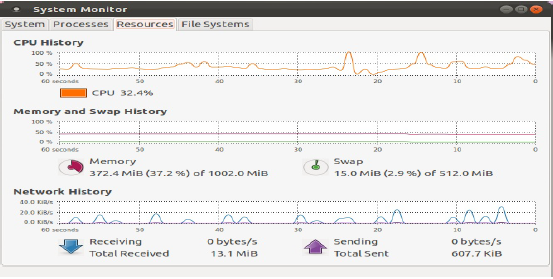 System Monitor
System Processes Resources File Systems
CPU History
100 %
50 %
0 %
60 seconds 50 40 30 20 10 0
CPU 32.4%
Memory and Swap History
100 %
50 %
0 %
60 seconds 50 40 30 20 10 0
Memory Swap
372.4 MiB (37.2 %) of 1002.0 MiB 15.0 MiB (2.9 %) of 512.0 MiB
Network History
40.0 KiB/s
20.0 KiB/s
0.0 KiB/s
60 seconds 50 40 30 20 10 0
Receiving 0 bytes/s Sending 0 bytes/s
Total Received 13.1 MiB Total Sent 607.7 KiB